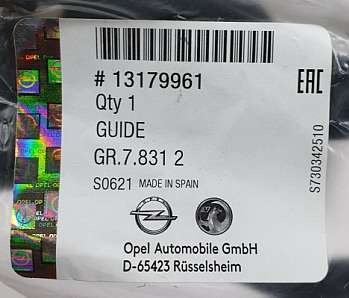 # 13179961
Qty 1
GUIDE
GR.7.831 2
S0621 MADE IN SPAIN
Opel Automobile GmbH
D-65423 Rüsselsheim
EAC
S730342510